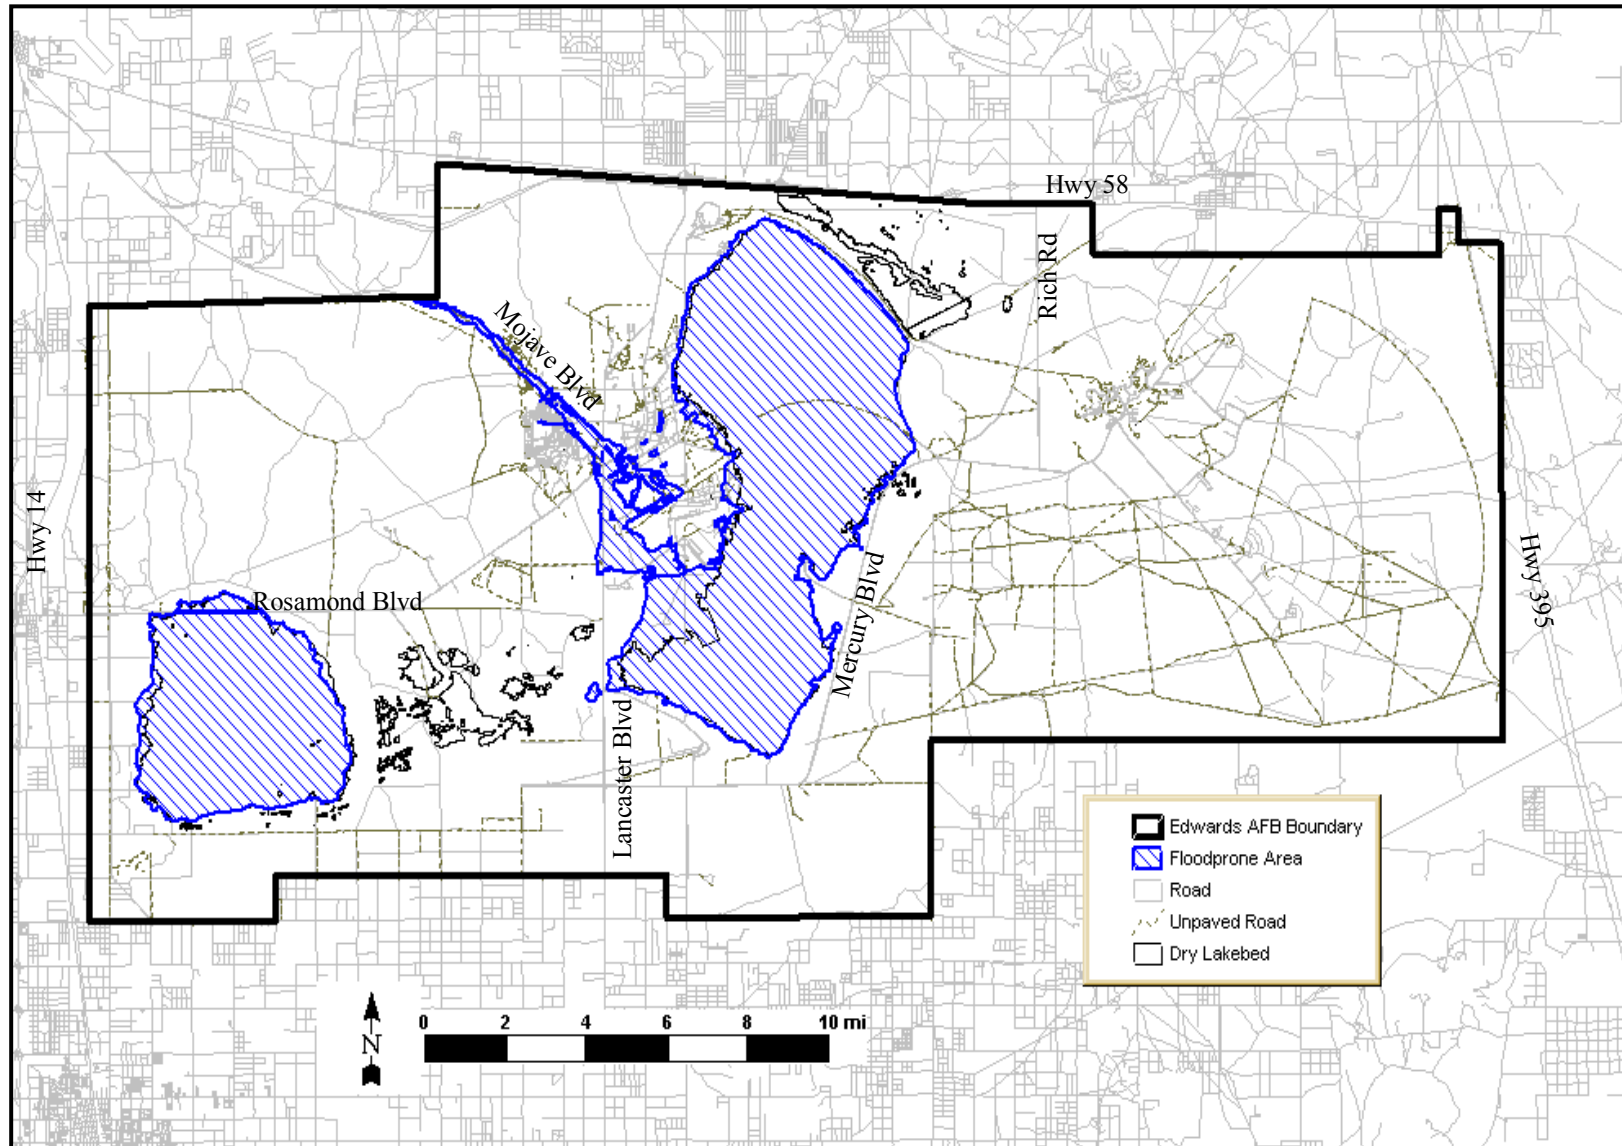 Hwy 58
Rich Rd
Mojave Blvd
Hwy 14
Rosamond Blvd
Mercury Blvd
Hwy 395
Lancaster Blvd
Edwards AFB Boundary
Floodprone Area
Road
Unpaved Road
Dry Lakebed
N
0 2 4 6 8 10 mi